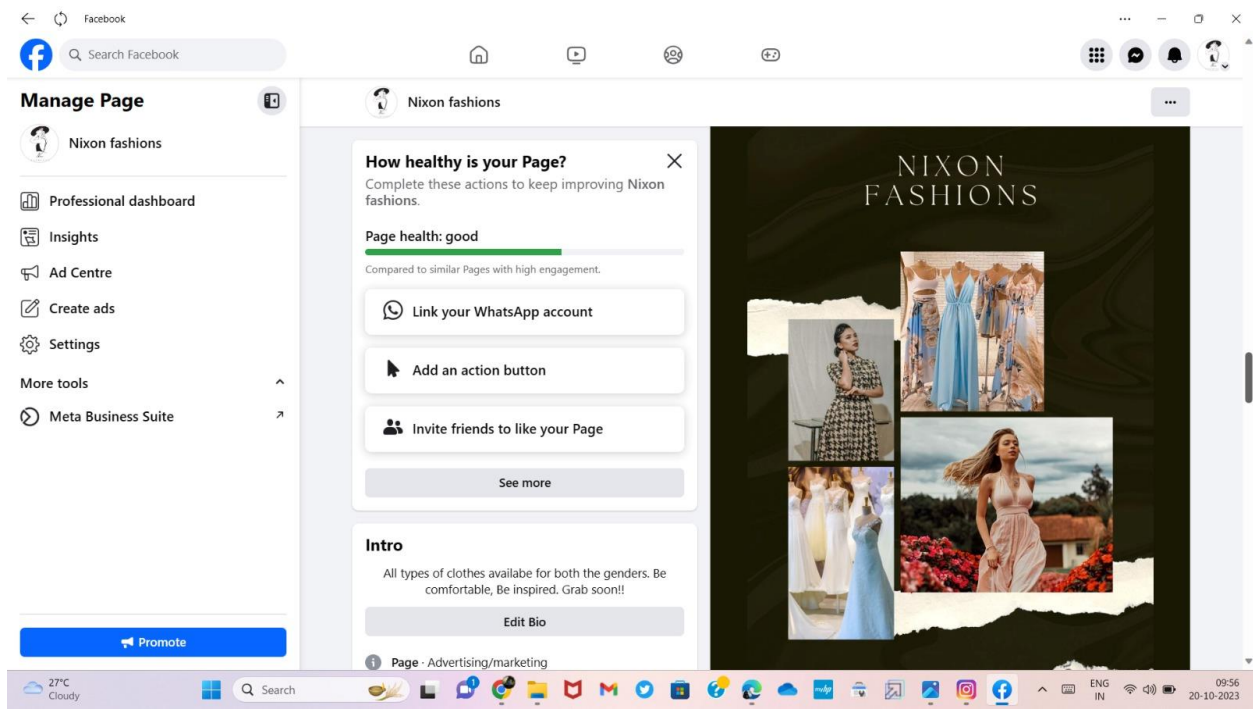 Facebook
Search Facebook
Manage Page
Nixon fashions
Professional dashboard
Insights
Ad Centre
Create ads
Settings
More tools
Meta Business Suite
Promote
Nixon fashions
How healthy is your Page?
Complete these actions to keep improving Nixon
fashions.
Page health: good
Compared to similar Pages with high engagement.
Link your WhatsApp account
Add an action button
Invite friends to like your Page
See more
Intro
All types of clothes availabe for both the genders. Be
comfortable, Be inspired. Grab soon!!
Edit Bio
Page · Advertising/marketing
NIXON
FASHIONS
27°C
Cloudy
Search
1
ENG
IN
09:56
20-10-2023